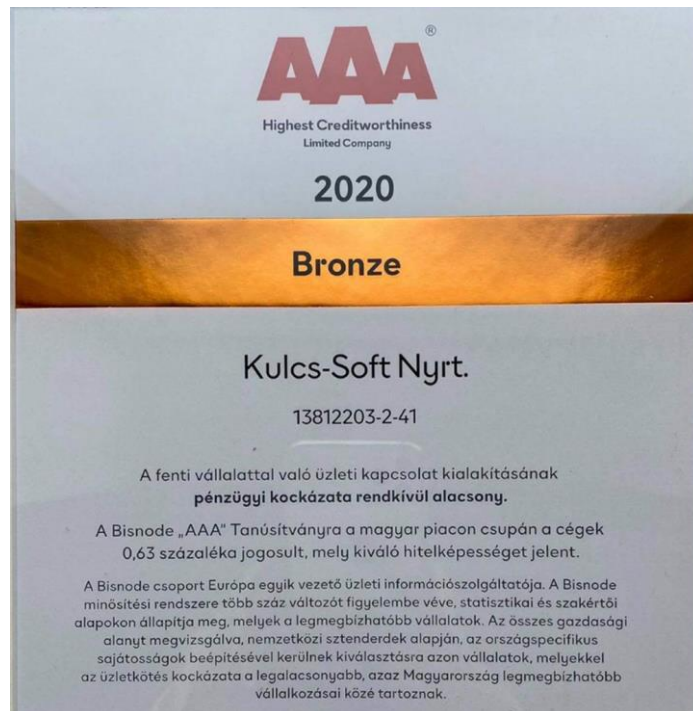 AAA®
Highest Creditworthiness
Limited Company
2020
Bronze
Kulcs-Soft Nyrt.
13812203-2-41
A fenti vállalattal való üzleti kapcsolat kialakításának
pénzügyi kockázata rendkívül alacsony.
A Bisnode „AAA” Tanúsítványra a magyar piacon csupán a cégek
0,63 százaléka jogosult, mely kiváló hitelképességet jelent.
A Bisnode csoport Európa egyik vezető üzleti információszolgáltatója. A Bisnode
minősítési rendszere több száz változót figyelembe véve, statisztikai és szakértői
alapokon állapítja meg, melyek a legmegbízhatóbb vállalatok. Az összes gazdasági
alanyt megvizsgálva, nemzetközi sztenderdek alapján, az országspecifikus
sajátosságok beépítésével kerülnek kiválasztásra azon vállalatok, melyekkel
az üzletkötés kockázata a legalacsonyabb, azaz Magyarország legmegbízhatóbb
vállalkozásai közé tartoznak.